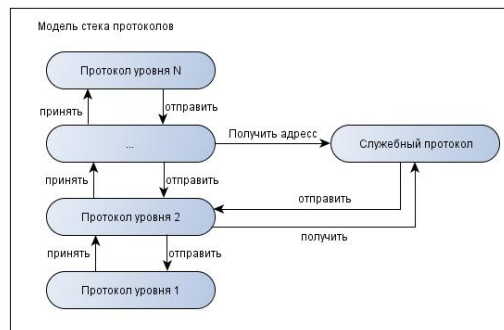 Модель стека протоколов
Протокол уровня N
принять
отправить
...
Получить адресс
Служебный протокол
принять
отправить
отправить
Протокол уровня 2
получить
принять
отправить
Протокол уровня 1